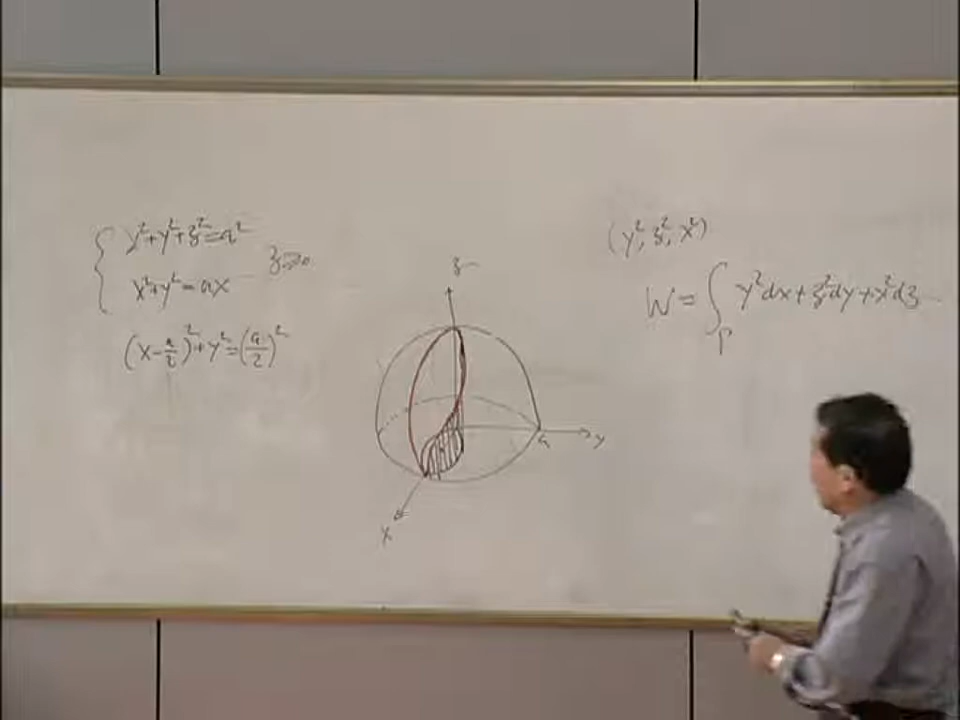 x²+y²+z²=a²
z≥0
x²+y²=ax
(x-a/2)²+y²=(a/2)²
z
a
y
x
(y², z², x²)
W=∫_Γ y²dx+z²dy+x²dz